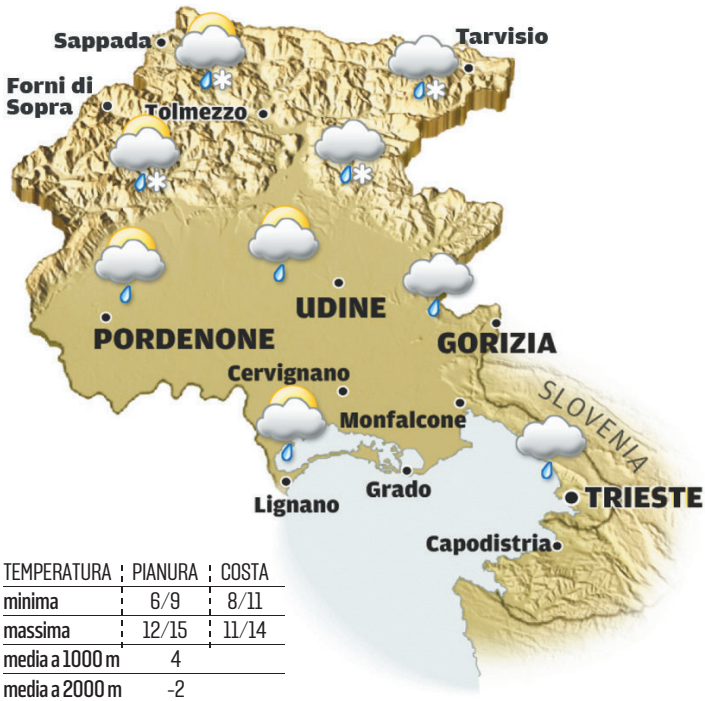 Sappada
Tarvisio
Forni di
Sopra
Tolmezzo
UDINE
PORDENONE
GORIZIA
Cervignano
SLOVENIA
Monfalcone
Grado
Lignano
TRIESTE
Capodistria
TEMPERATURA PIANURA COSTA
minima 6/9 8/11
massima 12/15 11/14
media a 1000 m 4
media a 2000 m -2